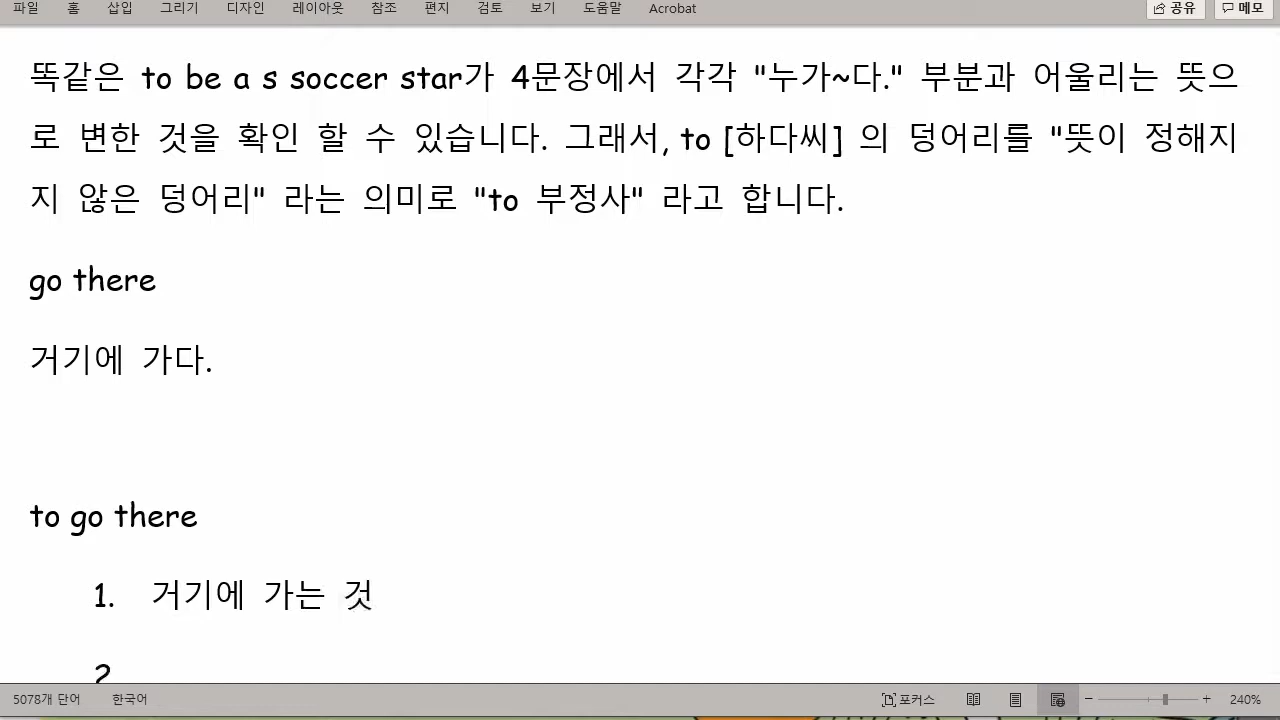 파일 홈 삽입 그리기 디자인 레이아웃 참조 편지 검토 보기 도움말 Acrobat 공유 메모
똑같은 to be a s soccer star가 4문장에서 각각 "누가~다." 부분과 어울리는 뜻으
로 변한 것을 확인 할 수 있습니다. 그래서, to [하다씨] 의 덩어리를 "뜻이 정해지
지 않은 덩어리" 라는 의미로 "to 부정사" 라고 합니다.
go there
거기에 가다.
to go there
1. 거기에 가는 것
2
5078개 단어 한국어 포커스 240%